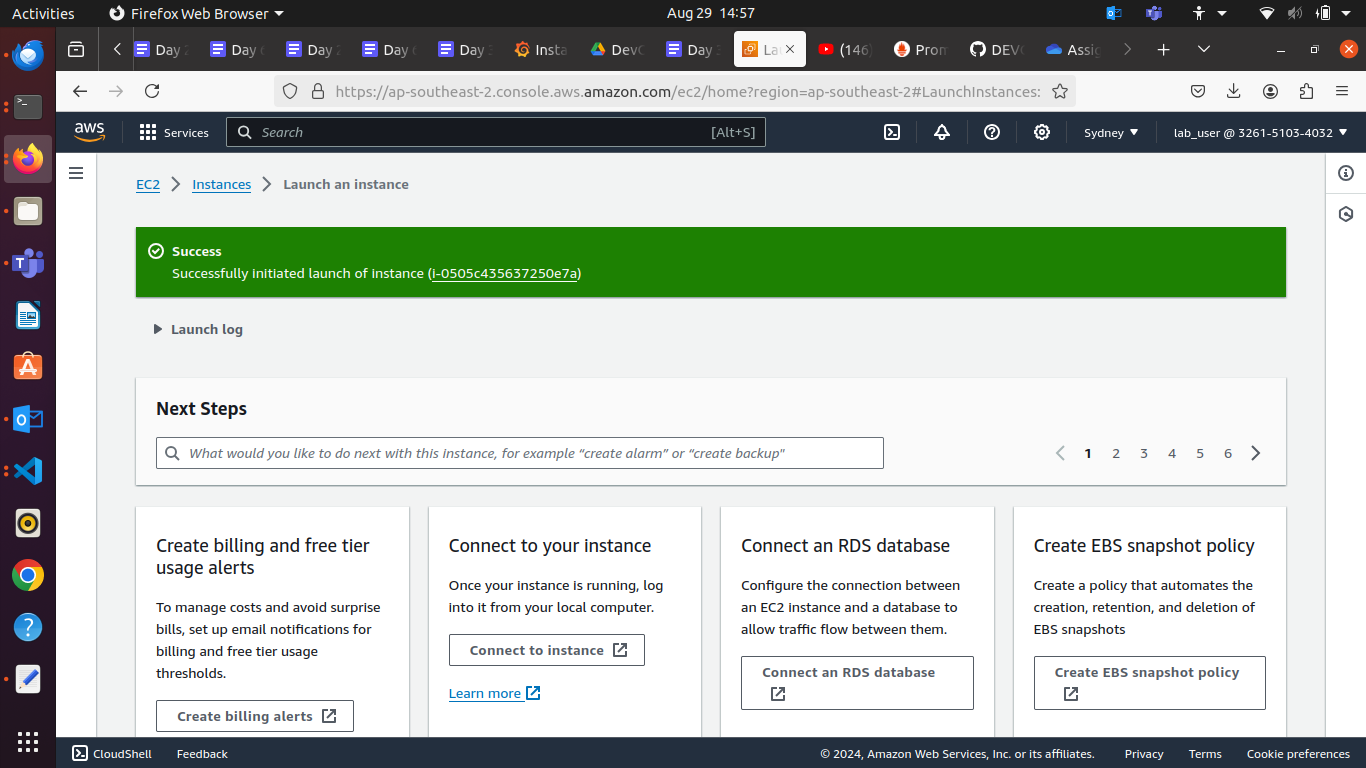 Activities
Firefox Web Browser
Aug 29 14:57
Day
Day
Day
Day
Day
Insta
Day
(146)
Prom
Assig
https://ap-southeast-2.console.aws.amazon.com/ec2/home?region=ap-southeast-2#LaunchInstances:
aws
Services
Search
[Alt+S]
Sydney
lab_user @ 3261-5103-4032
EC2
Instances
Launch an instance
Success
Successfully initiated launch of instance (i-0505c435637250e7a)
Launch log
Next Steps
What would you like to do next with this instance, for example “create alarm” or “create backup”
1 2 3 4 5 6
Create billing and free tier
usage alerts
To manage costs and avoid surprise
bills, set up email notifications for
billing and free tier usage
thresholds.
Create billing alerts
Connect to your instance
Once your instance is running, log
into it from your local computer.
Connect to instance
Learn more
Connect an RDS database
Configure the connection between
an EC2 instance and a database to
allow traffic flow between them.
Connect an RDS database
Create EBS snapshot policy
Create a policy that automates the
creation, retention, and deletion of
EBS snapshots
Create EBS snapshot policy
CloudShell
Feedback
© 2024, Amazon Web Services, Inc. or its affiliates.
Privacy
Terms
Cookie preferences